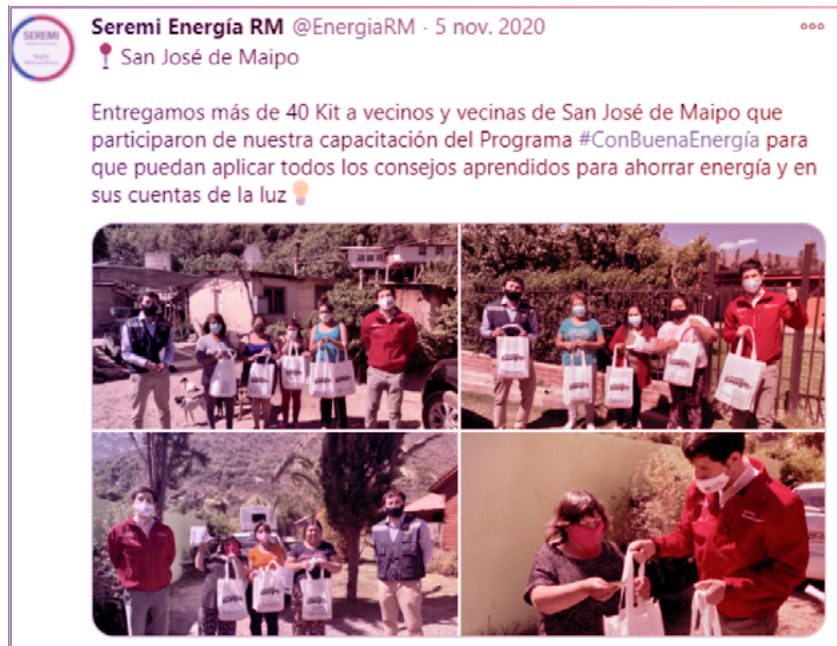 SEREMI
Seremi Energía RM @EnergiaRM · 5 nov. 2020
San José de Maipo
Entregamos más de 40 Kit a vecinos y vecinas de San José de Maipo que
participaron de nuestra capacitación del Programa #ConBuenaEnergía para
que puedan aplicar todos los consejos aprendidos para ahorrar energía y en
sus cuentas de la luz